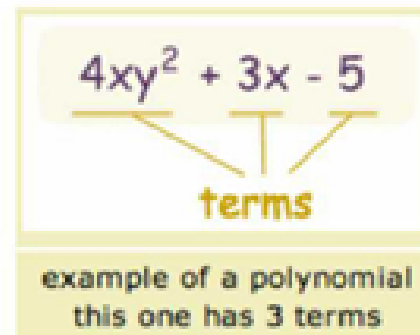 4xy² + 3x - 5
terms
example of a polynomial
this one has 3 terms